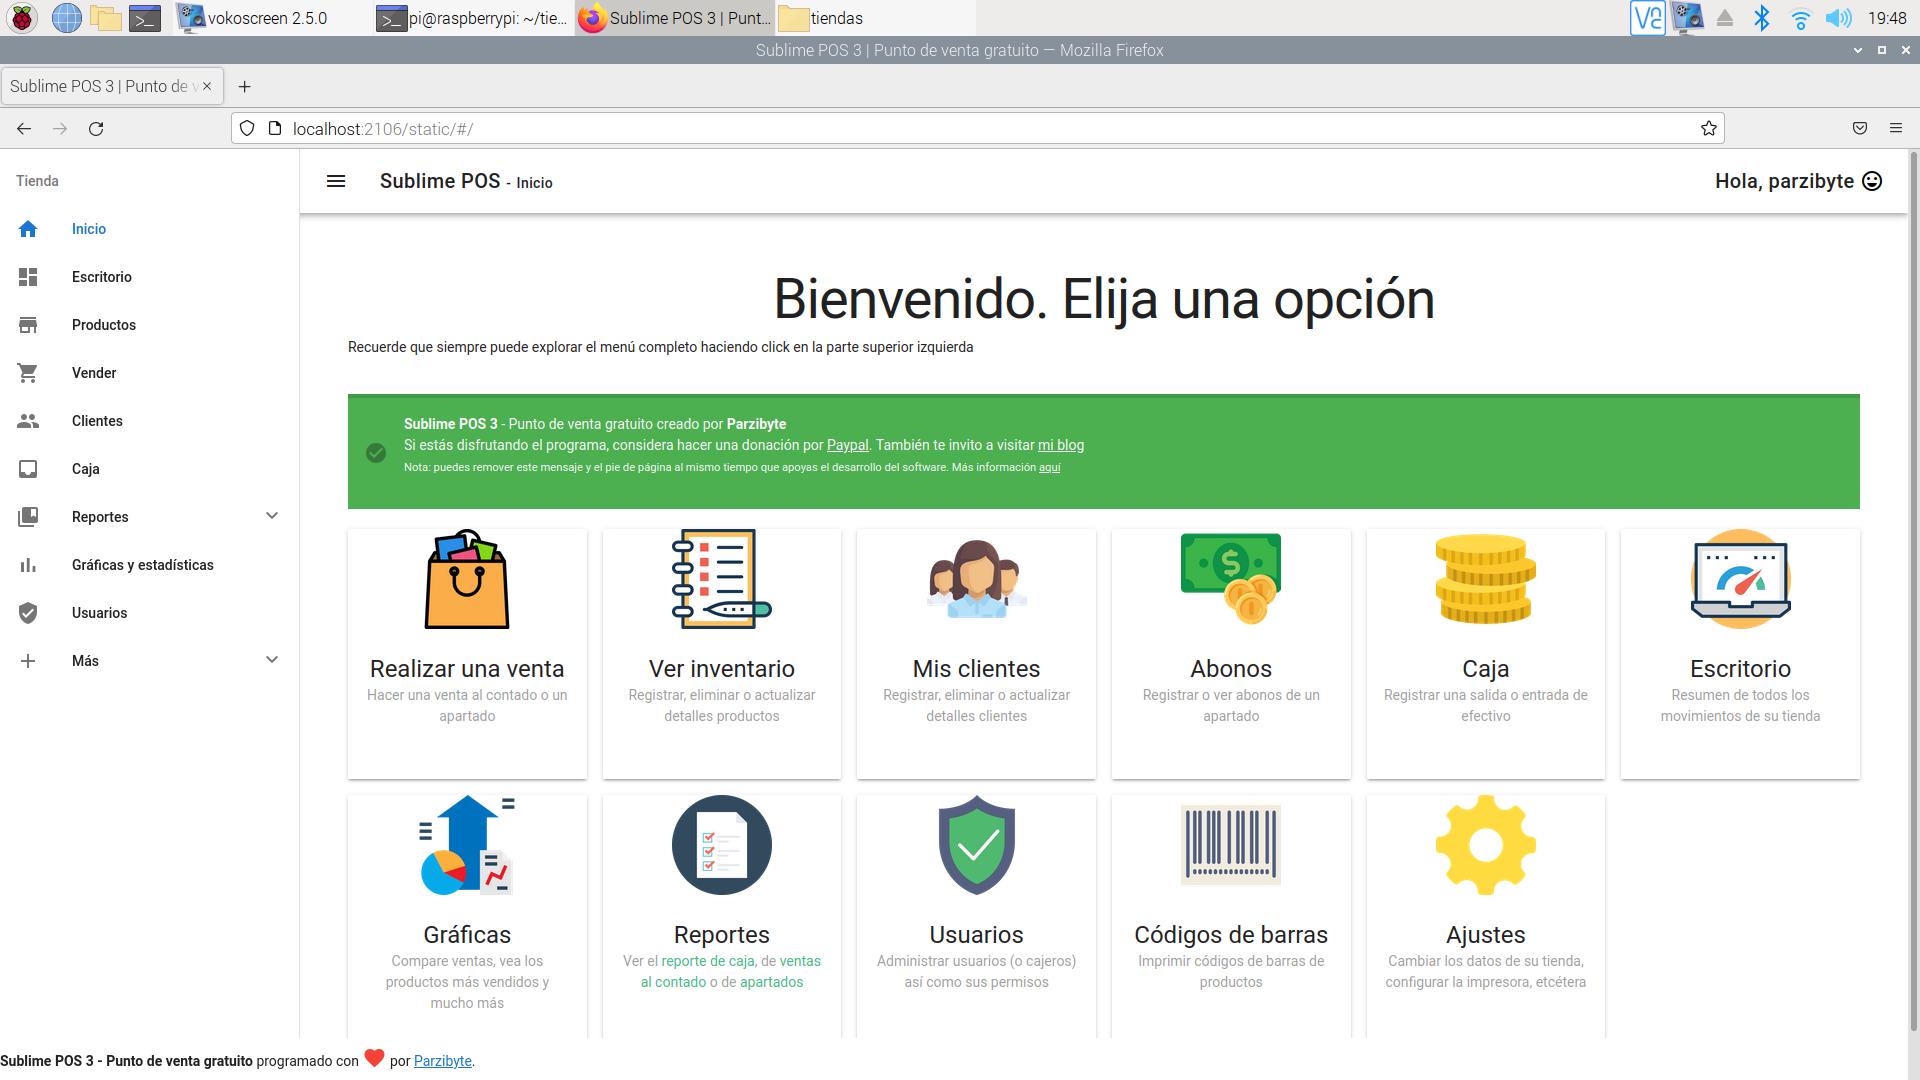 vokoscreen 2.5.0
pi@raspberrypi: ~/tie...
Sublime POS 3 | Punt...
tiendas
19:48
Sublime POS 3 | Punto de venta gratuito — Mozilla Firefox
Sublime POS 3 | Punto de v
localhost:2106/static/#/
Tienda
Inicio
Escritorio
Productos
Vender
Clientes
Caja
Reportes
Gráficas y estadísticas
Usuarios
Más
Sublime POS - Inicio
Hola, parzibyte
Bienvenido. Elija una opción
Recuerde que siempre puede explorar el menú completo haciendo click en la parte superior izquierda
Sublime POS 3 - Punto de venta gratuito creado por Parzibyte
Si estás disfrutando el programa, considera hacer una donación por Paypal. También te invito a visitar mi blog
Nota: puedes remover este mensaje y el pie de página al mismo tiempo que apoyas el desarrollo del software. Más información aquí
Realizar una venta
Hacer una venta al contado o un
apartado
Ver inventario
Registrar, eliminar o actualizar
detalles productos
Mis clientes
Registrar, eliminar o actualizar
detalles clientes
Abonos
Registrar o ver abonos de un
apartado
Caja
Registrar una salida o entrada de
efectivo
Escritorio
Resumen de todos los
movimientos de su tienda
Gráficas
Compare ventas, vea los
productos más vendidos y
mucho más
Reportes
Ver el reporte de caja, de ventas
al contado o de apartados
Usuarios
Administrar usuarios (o cajeros)
así como sus permisos
Códigos de barras
Imprimir códigos de barras de
productos
Ajustes
Cambiar los datos de su tienda,
configurar la impresora, etcétera
Sublime POS 3 - Punto de venta gratuito programado con ❤ por Parzibyte.